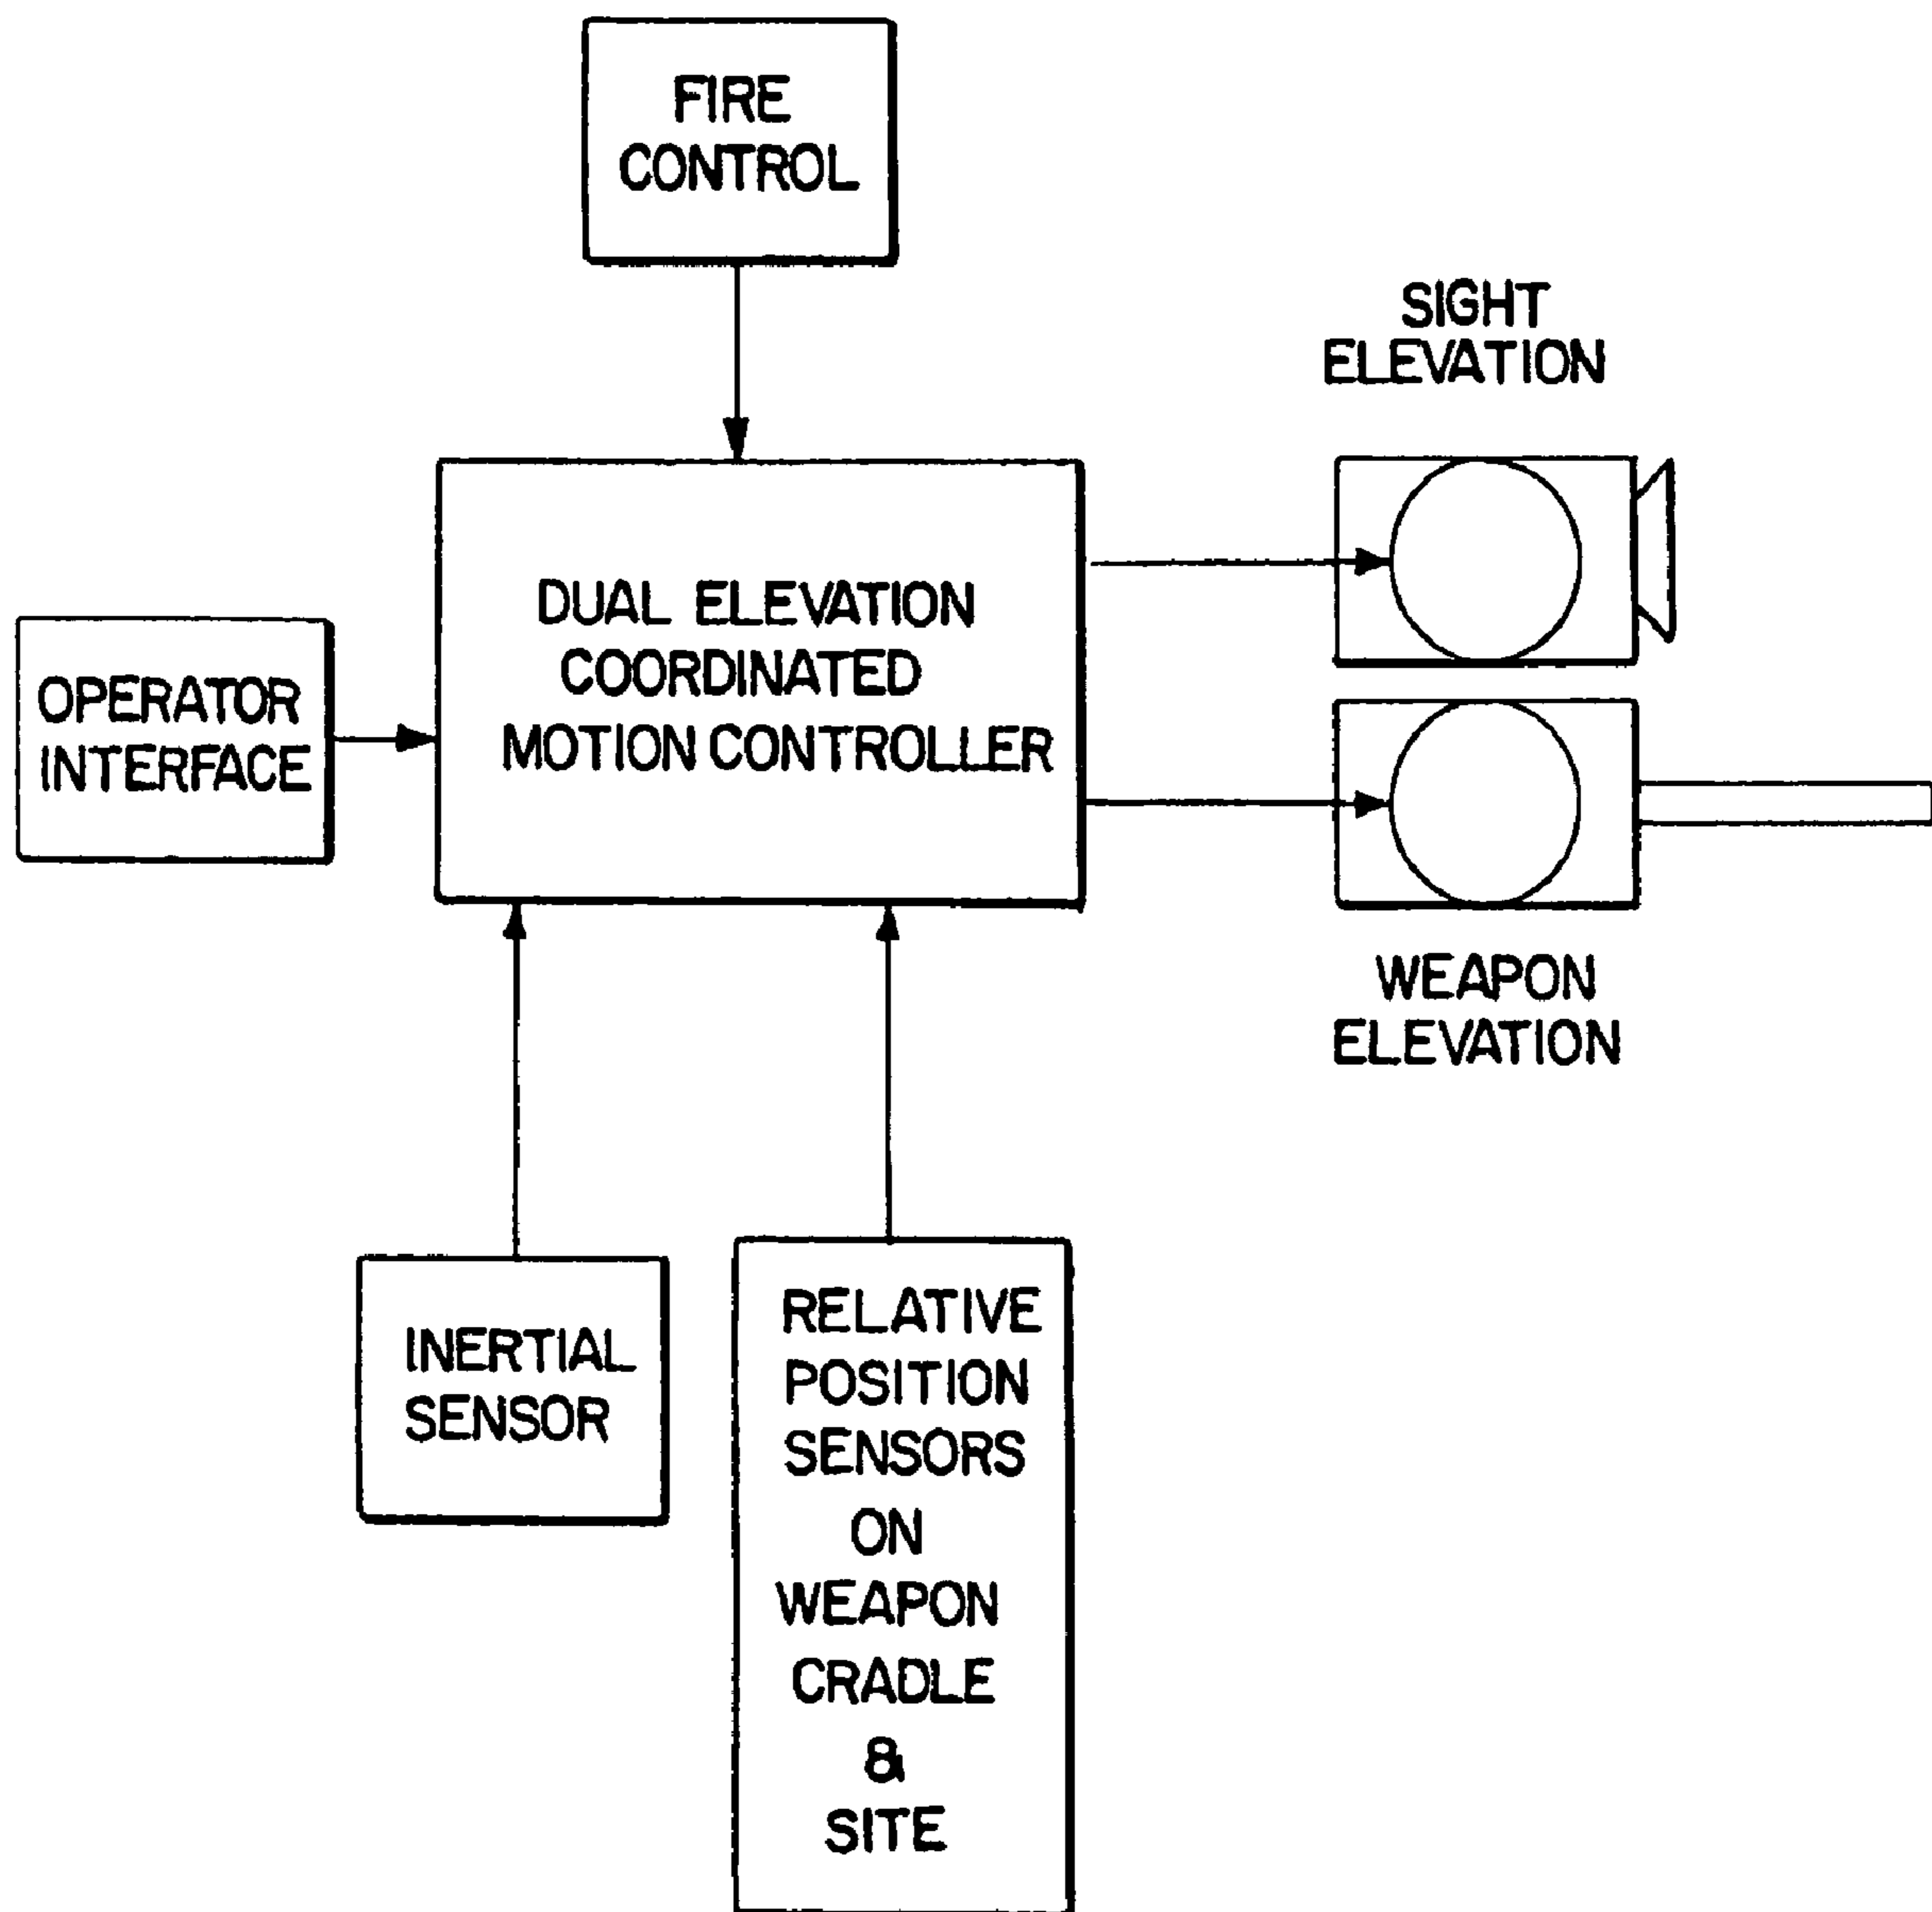 FIRE
CONTROL
SIGHT
ELEVATION
DUAL ELEVATION
COORDINATED
MOTION CONTROLLER
OPERATOR
INTERFACE
WEAPON
ELEVATION
INERTIAL
SENSOR
RELATIVE
POSITION
SENSORS
ON
WEAPON
CRADLE
&
SITE